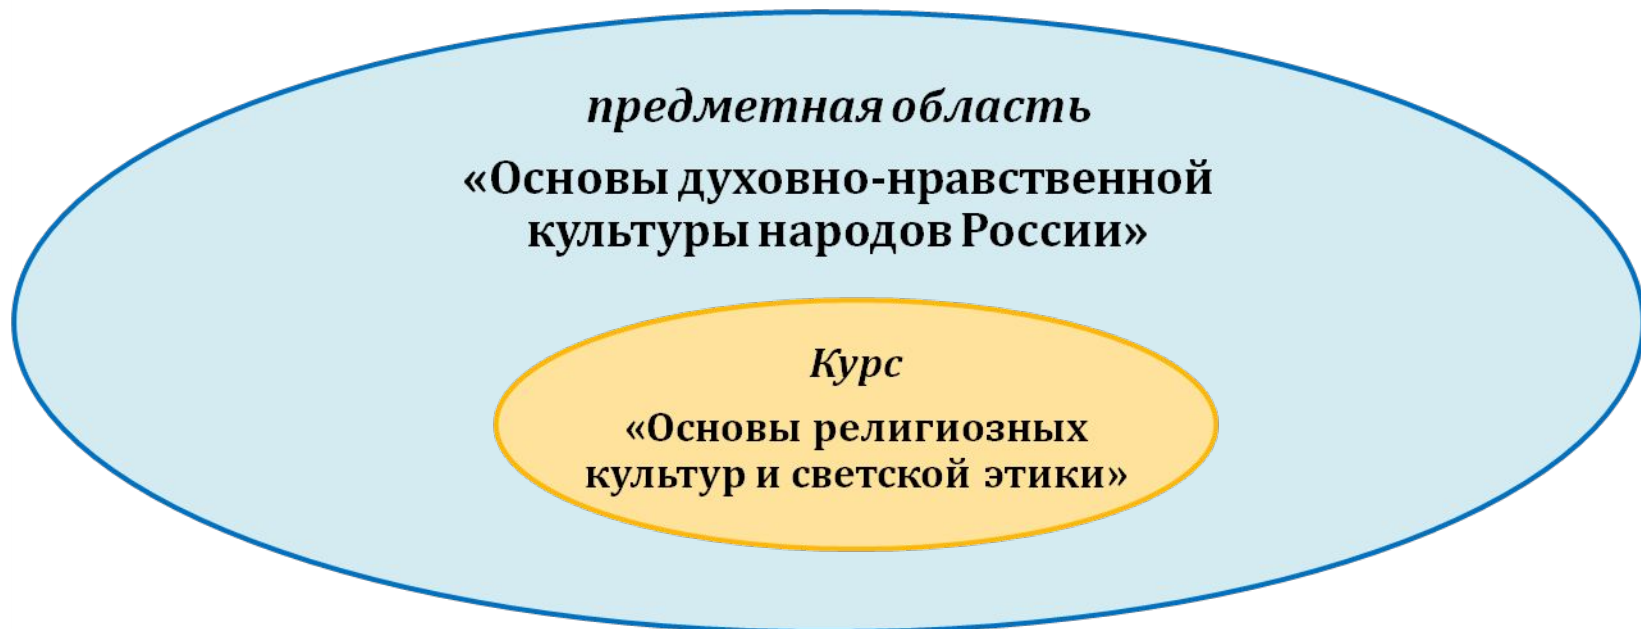 предметная область
«Основы духовно-нравственной
культуры народов России»
Курс
«Основы религиозных
культур и светской этики»